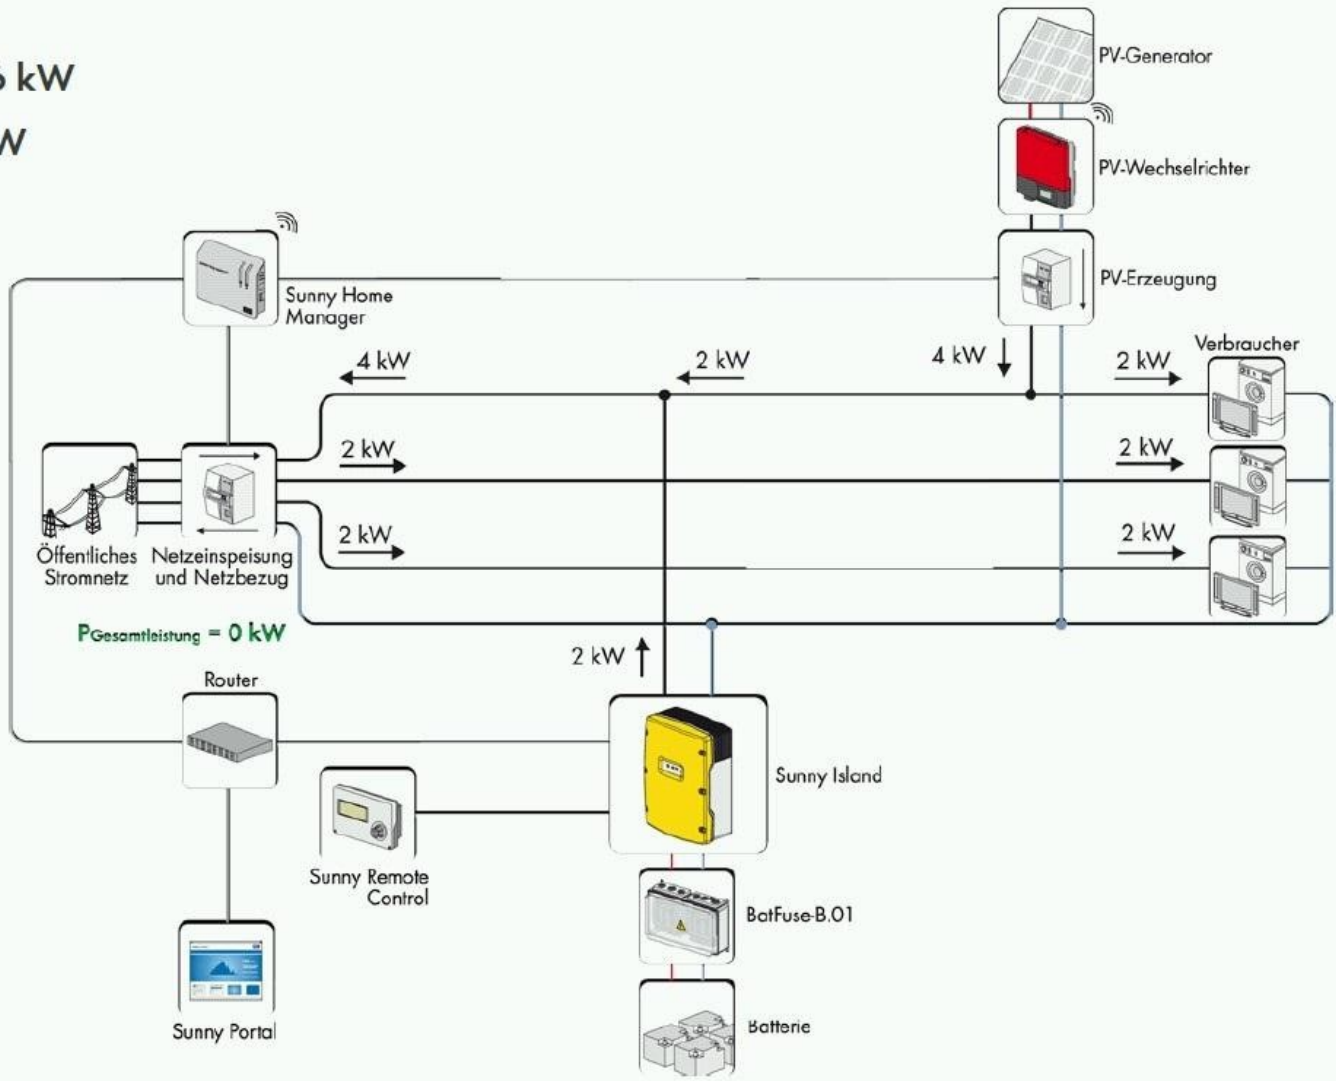 6 kW
W
PV-Generator
PV-Wechselrichter
PV-Erzeugung
Sunny Home
Manager
Verbraucher
4 kW
2 kW
4 kW
2 kW
2 kW
2 kW
2 kW
2 kW
Öffentliches
Stromnetz
Netzeinspeisung
und Netzbezug
PGesamtleistung = 0 kW
2 kW
Router
Sunny Island
Sunny Remote
Control
BatFuse-B.01
Sunny Portal
Batterie